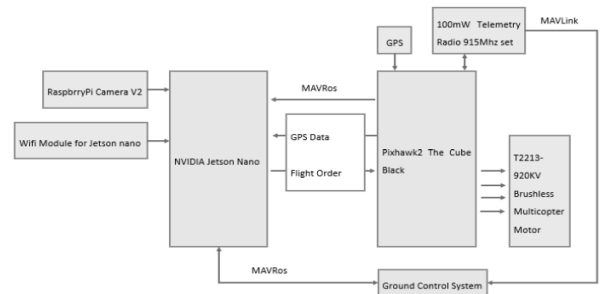 GPS
100mW Telemetry
Radio 915Mhz set
MAVLink
RaspbrryPi Camera V2
Wifi Module for Jetson nano
NVIDIA Jetson Nano
MAVRos
GPS Data
Flight Order
Pixhawk2 The Cube
Black
T2213-
920KV
Brushless
Multicopter
Motor
MAVRos
Ground Control System